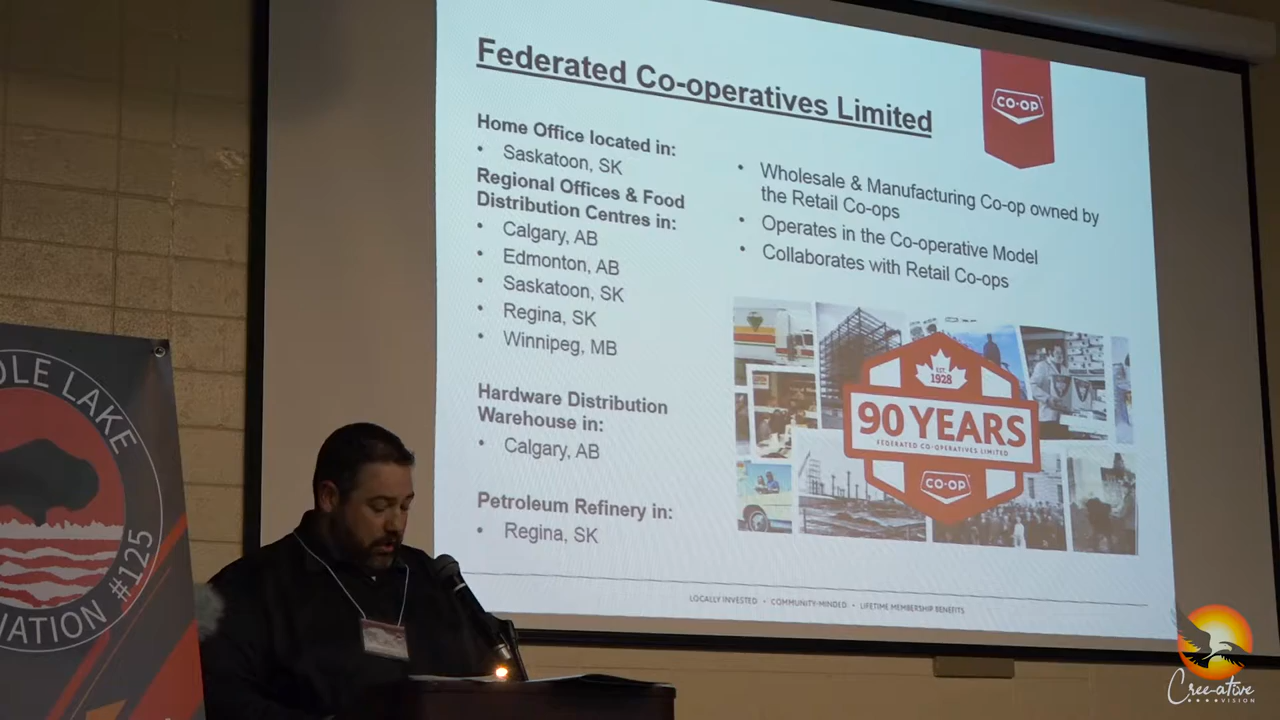 Federated Co-operatives Limited
CO-OP
Home Office located in:
• Saskatoon, SK
Regional Offices & Food
Distribution Centres in:
• Calgary, AB
• Edmonton, AB
• Saskatoon, SK
• Regina, SK
• Winnipeg, MB
Hardware Distribution
Warehouse in:
• Calgary, AB
Petroleum Refinery in:
• Regina, SK
• Wholesale & Manufacturing Co-op owned by
the Retail Co-ops
• Operates in the Co-operative Model
• Collaborates with Retail Co-ops
EST.
1928
90 YEARS
FEDERATED CO-OPERATIVES LIMITED
CO-OP
LOCALLY INVESTED • COMMUNITY-MINDED • LIFETIME MEMBERSHIP BENEFITS
LAKE
#125
Cree-ative
VISION